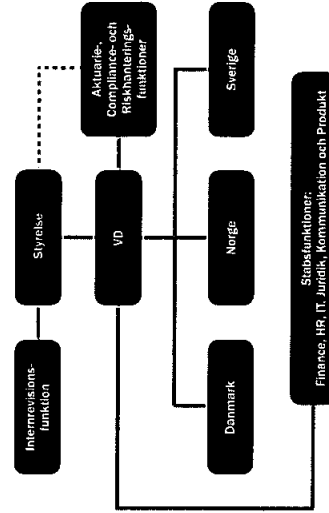 Internrevisions-
funktion
Styrelse
Aktuarie-,
Compliance- och
Riskhanterings-
funktioner
VD
Danmark
Norge
Sverige
Stabsfunktioner:
Finance, HR, IT, Juridik, Kommunikation och Produkt